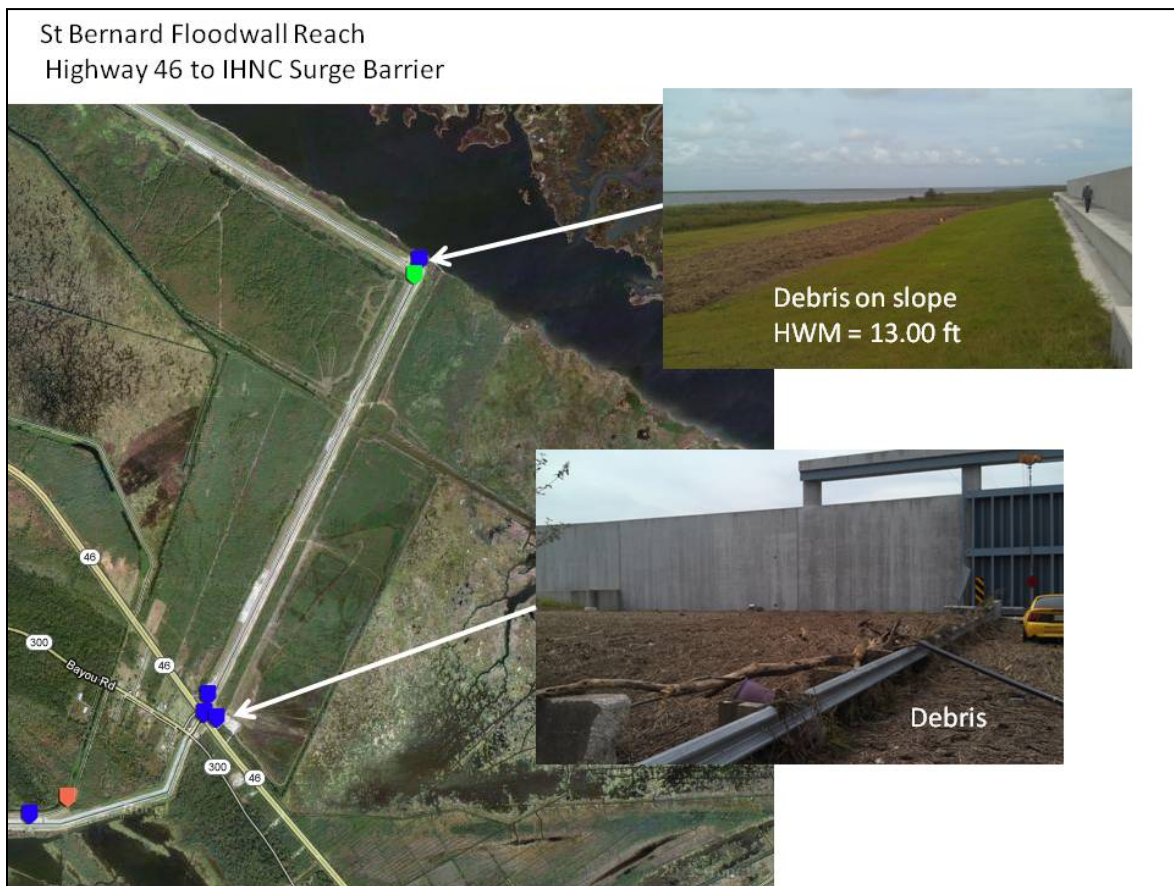 St Bernard Floodwall Reach
Highway 46 to IHNC Surge Barrier
Debris on slope
HWM = 13.00 ft
46
300
Bayou Rd
46
Debris
300
46